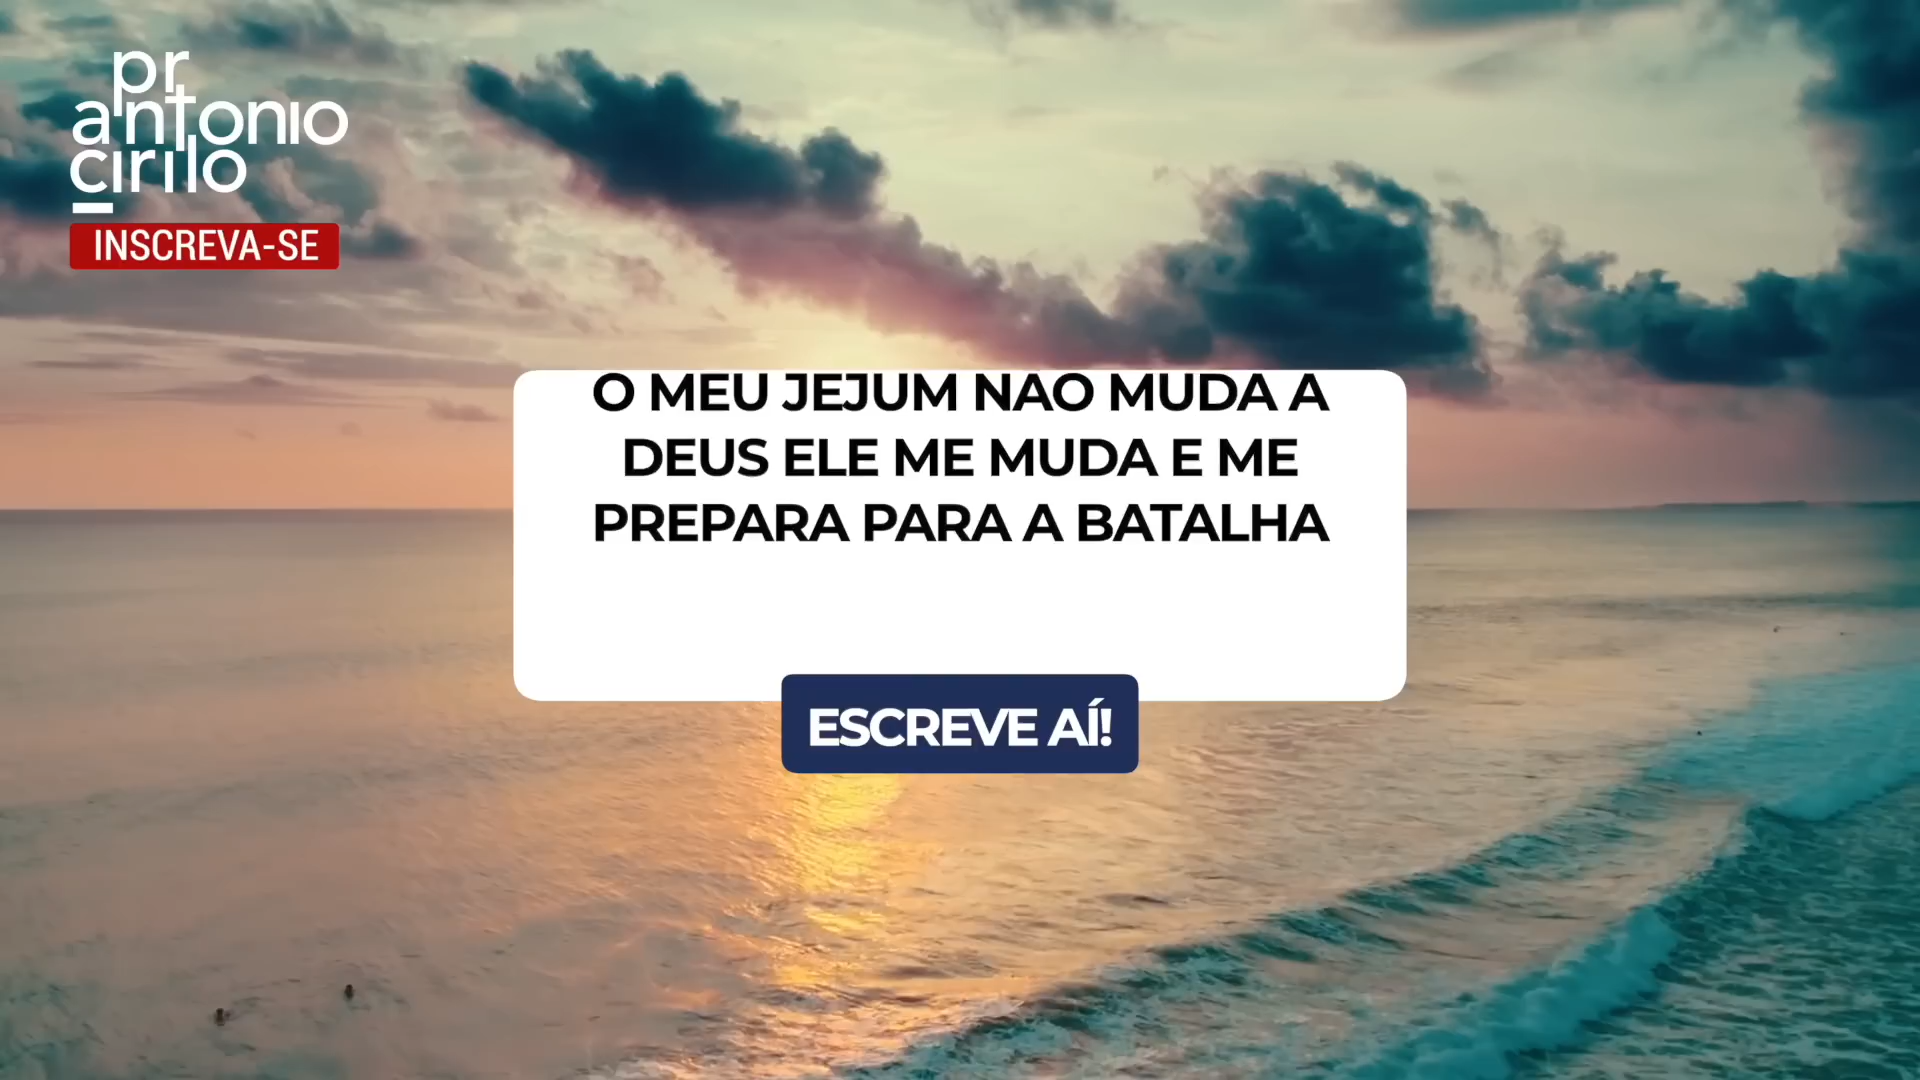 pr
antonio
cirilo
INSCREVA-SE
O MEU JEJUM NAO MUDA A
DEUS ELE ME MUDA E ME
PREPARA PARA A BATALHA
ESCREVE AÍ!